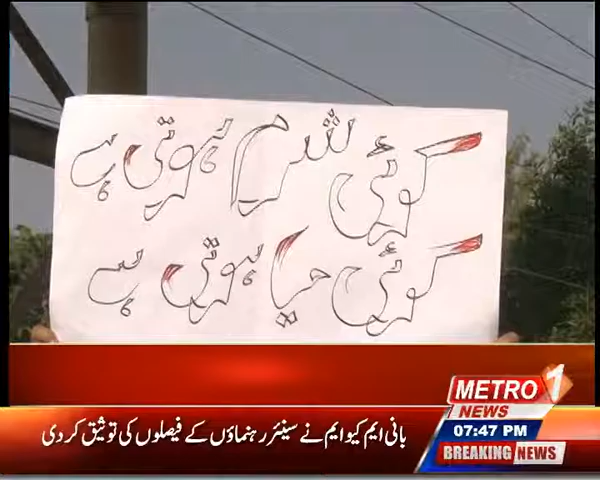 کوئی شرم ہوتی ہے
کوئی حیا ہوتی ہے
METRO 1
NEWS
07:47 PM
BREAKING NEWS
بانی ایم کیو ایم نے سینئر رہنماؤں کے فیصلوں کی توثیق کر دی